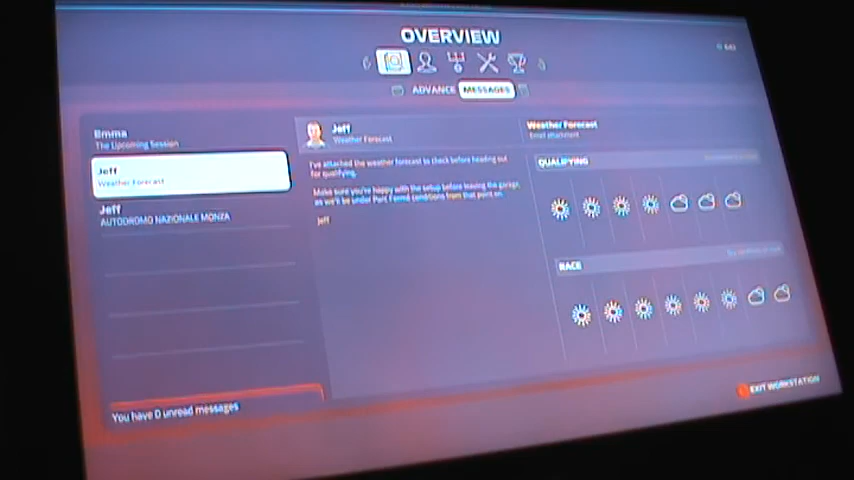 OVERVIEW
ADVANCE
MESSAGES
Emma
The Upcoming Session
Jeff
Weather Forecast
Jeff
AUTODROMO NAZIONALE MONZA
You have 0 unread messages
Jeff
Weather Forecast
I've attached the weather forecast to check before heading out
for qualifying.
Make sure you're happy with the setup before leaving the garage,
as we'll be under Parc Fermé conditions from that point on.
Jeff
Weather Forecast
Email attachment
QUALIFYING
RACE
EXIT WORKSTATION